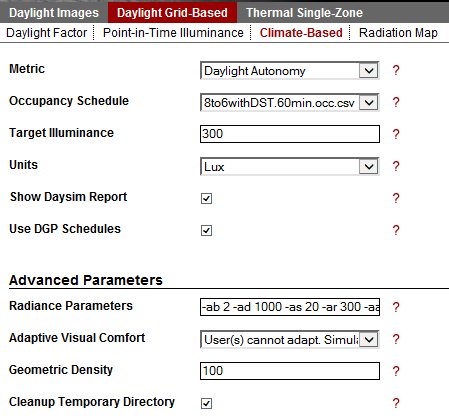 Daylight Images Daylight Grid-Based Thermal Single-Zone
Daylight Factor Point-in-Time Illuminance Climate-Based Radiation Map
Metric Daylight Autonomy ?
Occupancy Schedule 8to6withDST.60min.occ.csv ?
Target Illuminance 300 ?
Units Lux ?
Show Daysim Report ?
Use DGP Schedules ?
Advanced Parameters
Radiance Parameters -ab 2 -ad 1000 -as 20 -ar 300 -aa ?
Adaptive Visual Comfort User(s) cannot adapt. Simula ?
Geometric Density 100 ?
Cleanup Temporary Directory ?